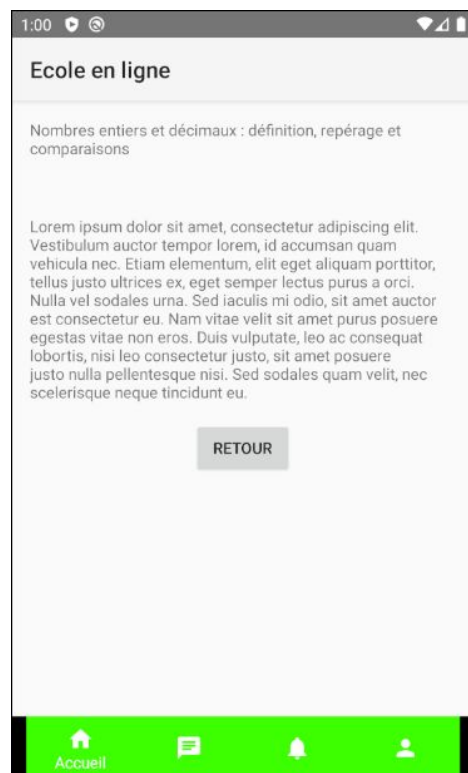 1:00
Ecole en ligne
Nombres entiers et décimaux : définition, repérage et
comparaisons
Lorem ipsum dolor sit amet, consectetur adipiscing elit.
Vestibulum auctor tempor lorem, id accumsan quam
vehicula nec. Etiam elementum, elit eget aliquam porttitor,
tellus justo ultrices ex, eget semper lectus purus a orci.
Nulla vel sodales urna. Sed iaculis mi odio, sit amet auctor
est consectetur eu. Nam vitae velit sit amet purus posuere
egestas vitae non eros. Duis vulputate, leo ac consequat
lobortis, nisi leo consectetur justo, sit amet posuere
justo nulla pellentesque nisi. Sed sodales quam velit, nec
scelerisque neque tincidunt eu.
RETOUR
Accueil